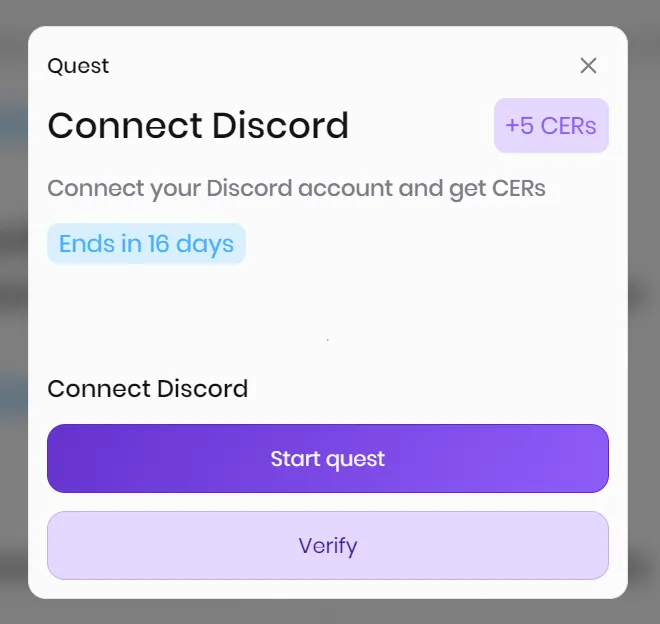 Quest
Connect Discord
+5 CERs
Connect your Discord account and get CERs
Ends in 16 days
Connect Discord
Start quest
Verify